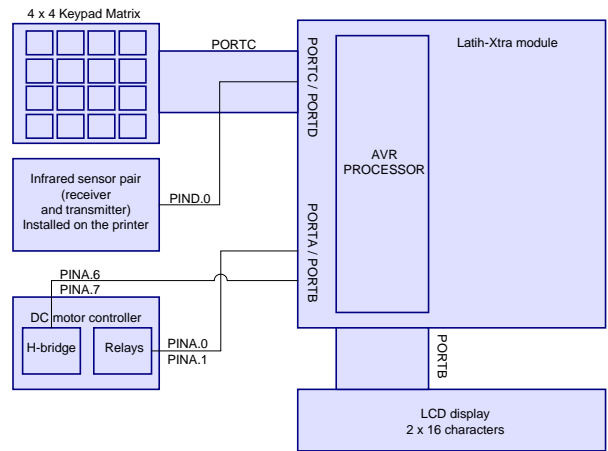 4 x 4 Keypad Matrix
PORTC
PORTC / PORTD
Latih-Xtra module
AVR
PROCESSOR
Infrared sensor pair
(receiver
and transmitter)
Installed on the printer
PIND.0
PORTA / PORTB
PINA.6
PINA.7
DC motor controller
H-bridge
Relays
PINA.0
PINA.1
PORTB
LCD display
2 x 16 characters